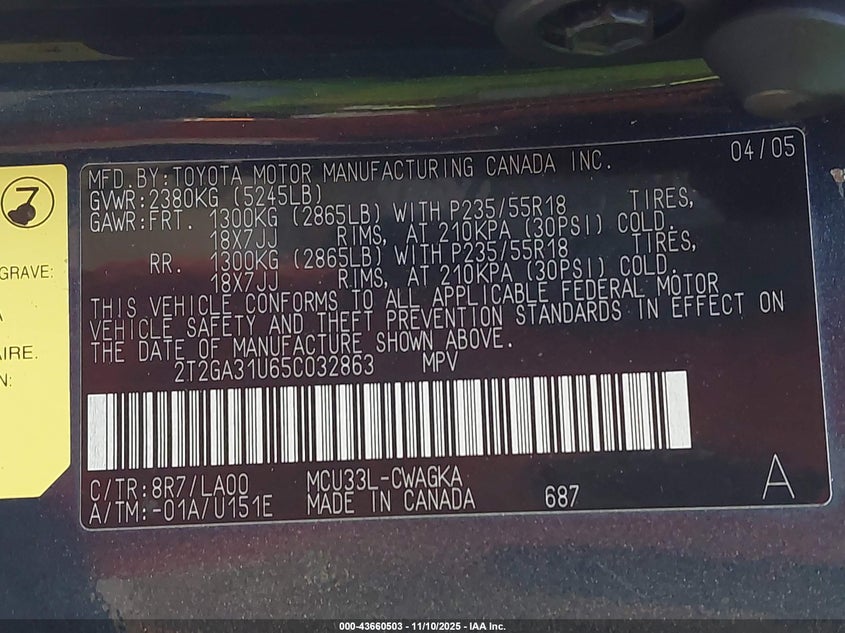 04/05
MFD.BY:TOYOTA MOTOR MANUFACTURING CANADA INC.
GVWR:2380KG (5245LB)
GAWR:FRT. 1300KG (2865LB) WITH P235/55R18 TIRES,
18X7JJ RIMS, AT 210KPA (30PSI) COLD.
RR. 1300KG (2865LB) WITH P235/55R18 TIRES,
18X7JJ RIMS, AT 210KPA (30PSI) COLD.
THIS VEHICLE CONFORMS TO ALL APPLICABLE FEDERAL MOTOR
VEHICLE SAFETY AND THEFT PREVENTION STANDARDS IN EFFECT ON
THE DATE OF MANUFACTURE SHOWN ABOVE.
2T2GA31U65C032863 MPV
C/TR:8R7/LA00 MCU33L-CWAGKA
A/TM:-01A/U151E MADE IN CANADA 687 A
7
GRAVE:
A
AIRE.
N:
000-43660503 - 11/10/2025 - IAA Inc.